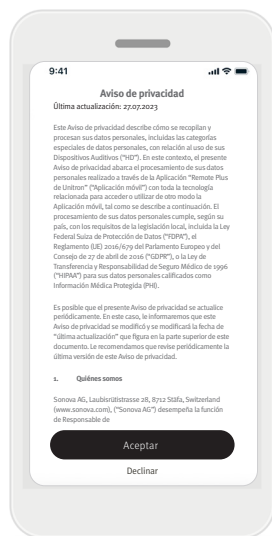 9:41
Aviso de privacidad
Última actualización: 27.07.2023
Este Aviso de privacidad describe cómo se recopilan y
procesan sus datos personales, incluidas las categorías
especiales de datos personales, con relación al uso de sus
Dispositivos Auditivos (“HD”). En este contexto, el presente
Aviso de privacidad abarca el procesamiento de sus datos
personales realizado a través de la Aplicación “Remote Plus
de Unitron” (“Aplicación móvil”) con toda la tecnología
relacionada para acceder o utilizar de otro modo la
Aplicación móvil, tal como se describe a continuación. El
procesamiento de sus datos personales cumple, según su
país, con los requisitos de la legislación local, incluida la Ley
Federal Suiza de Protección de Datos (“FDPA”), el
Reglamento (UE) 2016/679 del Parlamento Europeo y del
Consejo de 27 de abril de 2016 (“GDPR”), o la Ley de
Transferencia y Responsabilidad de Seguro Médico de 1996
(“HIPAA”) para sus datos personales calificados como
Información Médica Protegida (PHI).
Es posible que el presente Aviso de privacidad se actualice
periódicamente. En este caso, le informaremos que este
Aviso de privacidad se modificó y se modificará la fecha de
“última actualización” que figura en la parte superior de este
documento. Le recomendamos que revise periódicamente la
última versión de este Aviso de privacidad.
1. Quiénes somos
Sonova AG, Laubisrütistrasse 28, 8712 Stäfa, Switzerland
(www.sonova.com), (“Sonova AG”) desempeña la función
de Responsable de
Aceptar
Declinar